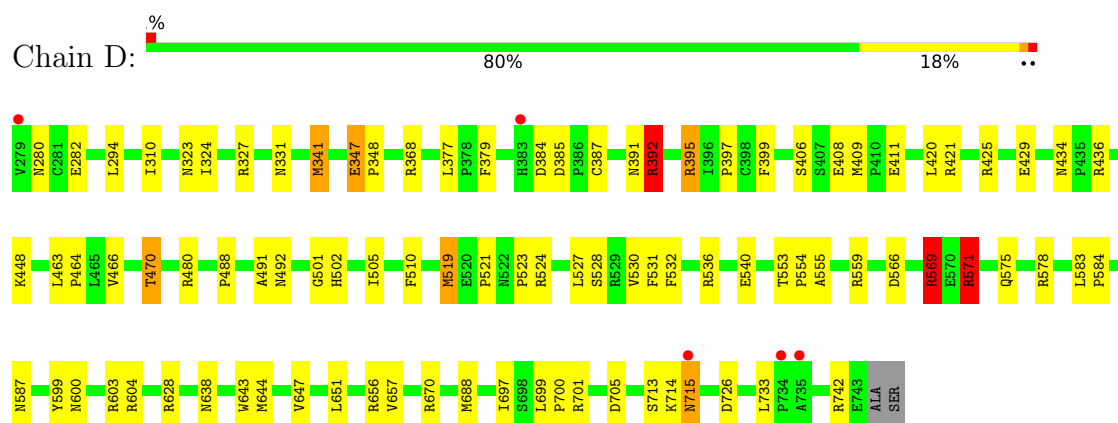 .%
Chain D:
80% 18% ..
V279 N280 C281 E282 L294 I310 N323 I324 R327 N331 M341 E347 P348 R368 L377 P378 F379 H383 D384 D385 P386 C387 N391 R392 R395 I396 P397 C398 F399 S406 S407 E408 M409 P410 E411 L420 R421 R425 E429 N434 P435 R436
K448 L463 P464 L465 V466 T470 R480 P488 A491 N492 G501 H502 I505 F510 M519 E520 P521 N522 P523 R524 L527 S528 R529 V530 F531 F532 R536 E540 T553 P554 A555 R559 D566 R569 E570 R571 Q575 R578 L583 P584
N587 Y599 N600 R603 R604 R628 N638 W643 M644 V647 L651 R656 V657 R670 M688 I697 S698 L699 P700 R701 D705 S713 K714 N715 D726 L733 P734 A735 R742 E743 ALA SER